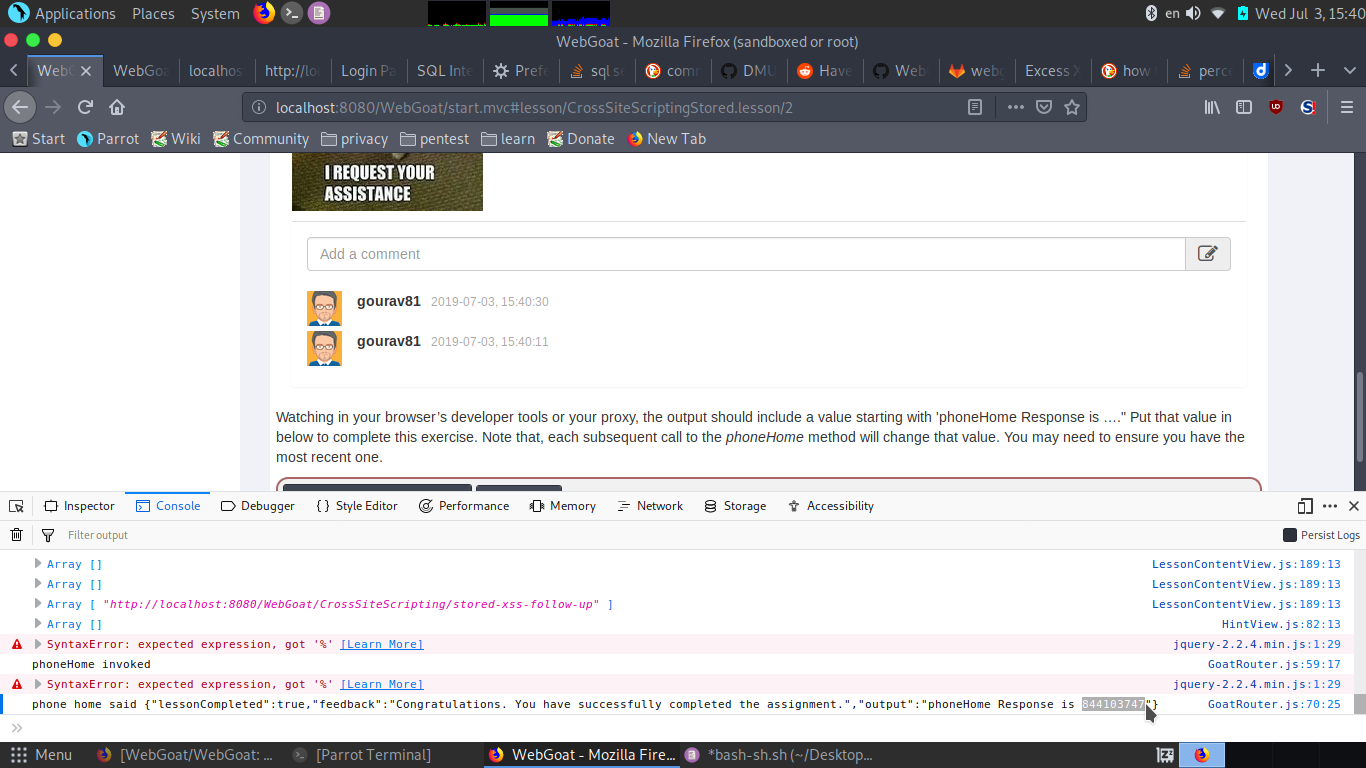 Applications Places System en Wed Jul 3, 15:40
WebGoat - Mozilla Firefox (sandboxed or root)
WebG WebGoa localhos http://lo Login Pa SQL Inte Prefe sql se comm DMU Have Web webg Excess X how t perce
localhost:8080/WebGoat/start.mvc#lesson/CrossSiteScriptingStored.lesson/2
Start Parrot Wiki Community privacy pentest learn Donate New Tab
I REQUEST YOUR
ASSISTANCE
Add a comment
gourav81 2019-07-03, 15:40:30
gourav81 2019-07-03, 15:40:11
Watching in your browser’s developer tools or your proxy, the output should include a value starting with 'phoneHome Response is …." Put that value in
below to complete this exercise. Note that, each subsequent call to the phoneHome method will change that value. You may need to ensure you have the
most recent one.
Inspector Console Debugger Style Editor Performance Memory Network Storage Accessibility
Filter output Persist Logs
Array [] LessonContentView.js:189:13
Array [] LessonContentView.js:189:13
Array [ "http://localhost:8080/WebGoat/CrossSiteScripting/stored-xss-follow-up" ] LessonContentView.js:189:13
Array [] HintView.js:82:13
SyntaxError: expected expression, got '%' [Learn More] jquery-2.2.4.min.js:1:29
phoneHome invoked GoatRouter.js:59:17
SyntaxError: expected expression, got '%' [Learn More] jquery-2.2.4.min.js:1:29
phone home said {"lessonCompleted":true,"feedback":"Congratulations. You have successfully completed the assignment.","output":"phoneHome Response is 844103747"} GoatRouter.js:70:25
Menu [WebGoat/WebGoat: ... [Parrot Terminal] WebGoat - Mozilla Fire... *bash-sh.sh (~/Desktop...